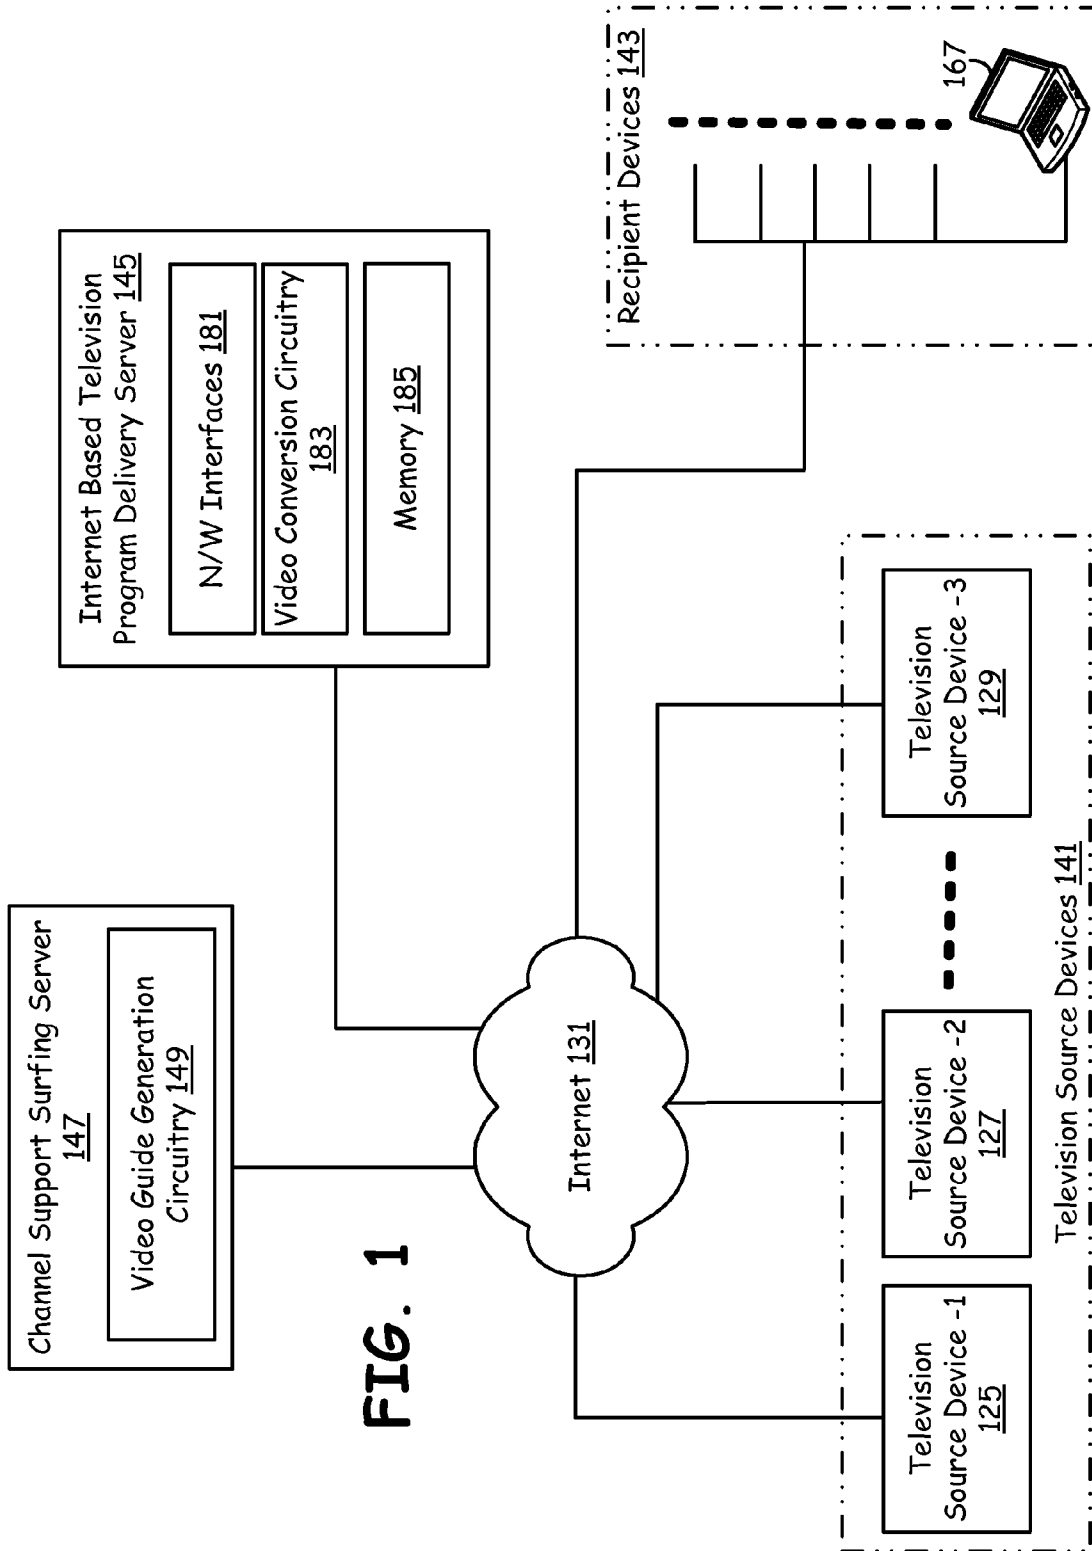 Channel Support Surfing Server
147
Video Guide Generation
Circuitry 149
Internet Based Television
Program Delivery Server 145
N/W Interfaces 181
Video Conversion Circuitry
183
Memory 185
FIG. 1
Internet 131
Recipient Devices 143
167
Television
Source Device -1
125
Television
Source Device -2
127
Television
Source Device -3
129
Television Source Devices 141